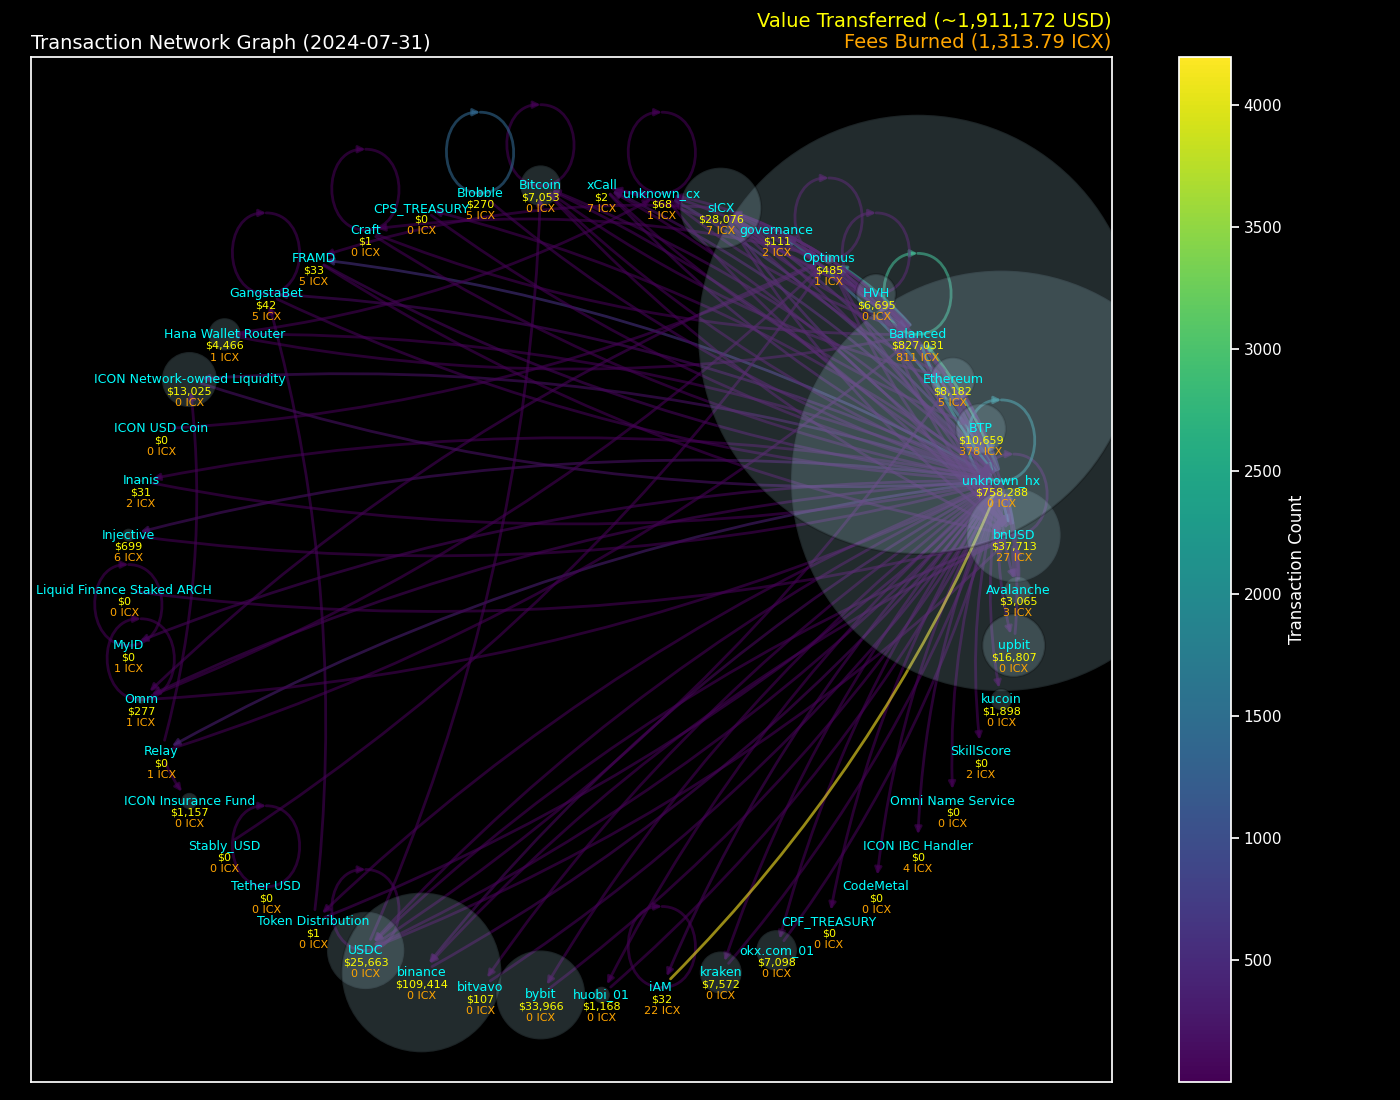 Value Transferred (~1,911,172 USD)
Transaction Network Graph (2024-07-31)
Fees Burned (1,313.79 ICX)
Blobble
$270
5 ICX
Bitcoin
$7,053
0 ICX
xCall
$2
7 ICX
unknown_cx
$68
1 ICX
sICX
$28,076
7 ICX
CPS_TREASURY
$0
0 ICX
governance
$111
2 ICX
Craft
$1
0 ICX
Optimus
$485
1 ICX
FRAMD
$33
5 ICX
HVH
$6,695
0 ICX
GangstaBet
$42
5 ICX
Balanced
$827,031
811 ICX
Hana Wallet Router
$4,466
1 ICX
Ethereum
$8,182
5 ICX
ICON Network-owned Liquidity
$13,025
0 ICX
BTP
$10,659
378 ICX
ICON USD Coin
$0
0 ICX
unknown_hx
$758,288
0 ICX
Inanis
$31
2 ICX
bnUSD
$37,713
27 ICX
Injective
$699
6 ICX
Avalanche
$3,065
3 ICX
Liquid Finance Staked ARCH
$0
0 ICX
upbit
$16,807
0 ICX
MyID
$0
1 ICX
kucoin
$1,898
0 ICX
Omm
$277
1 ICX
SkillScore
$0
2 ICX
Relay
$0
1 ICX
Omni Name Service
$0
0 ICX
ICON Insurance Fund
$1,157
0 ICX
ICON IBC Handler
$0
4 ICX
Stably_USD
$0
0 ICX
CodeMetal
$0
0 ICX
Tether USD
$0
0 ICX
CPF_TREASURY
$0
0 ICX
Token Distribution
$1
0 ICX
okx.com_01
$7,098
0 ICX
USDC
$25,663
0 ICX
kraken
$7,572
0 ICX
binance
$109,414
0 ICX
bitvavo
$107
0 ICX
bybit
$33,966
0 ICX
huobi_01
$1,168
0 ICX
iAM
$32
22 ICX
4000
3500
3000
2500
2000
1500
1000
500
Transaction Count